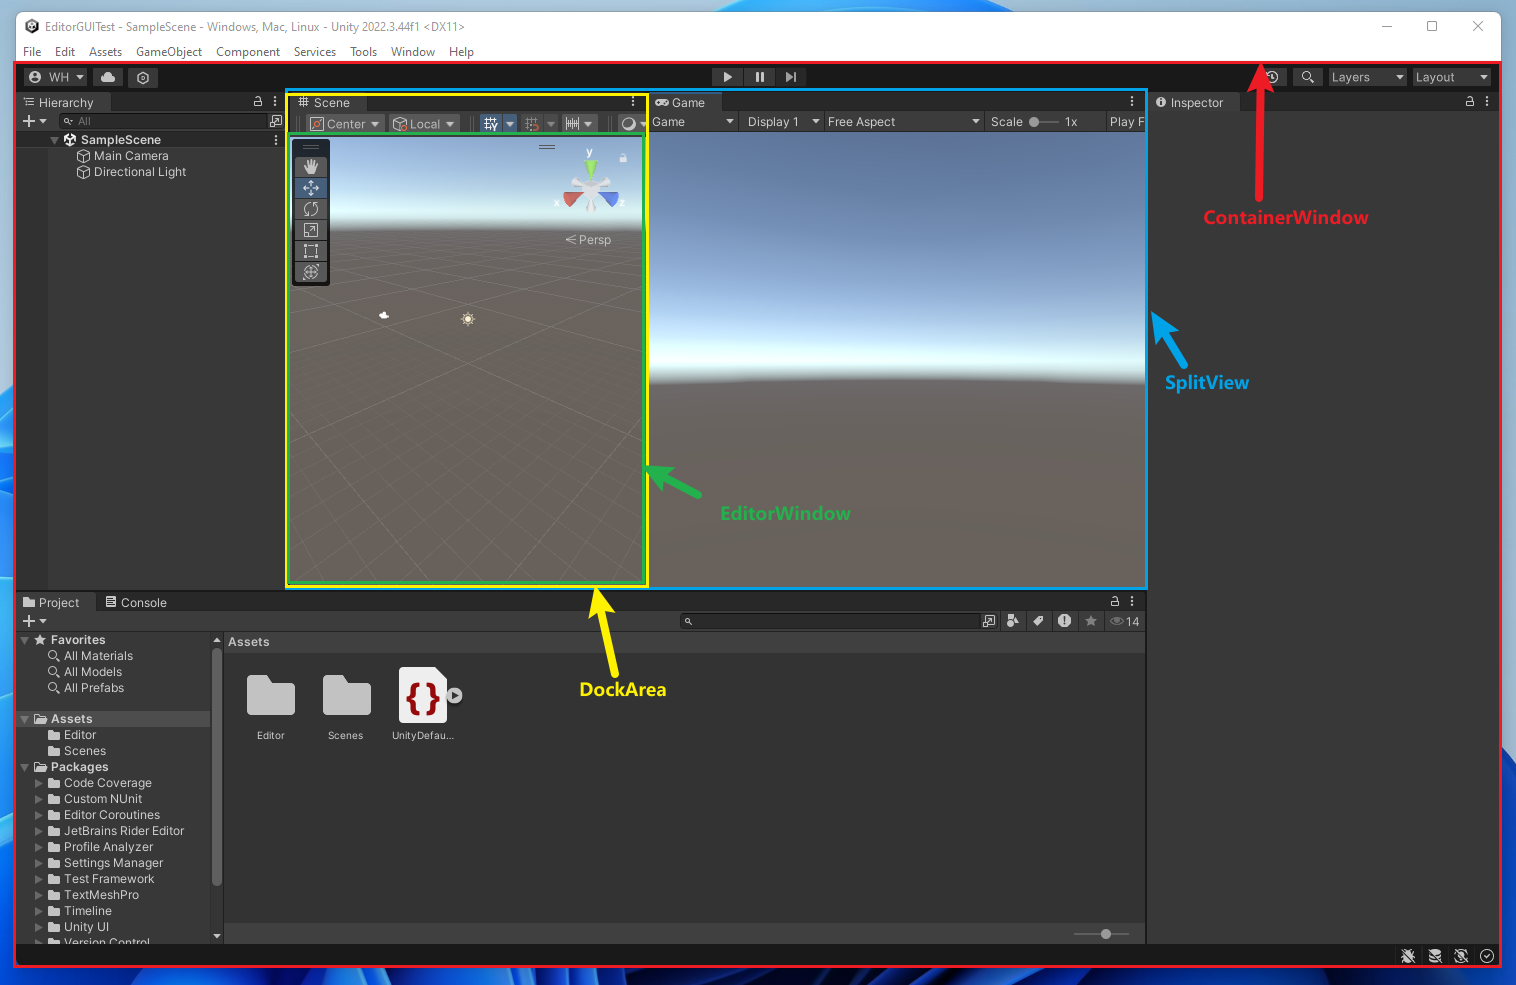 EditorGUITest - SampleScene - Windows, Mac, Linux - Unity 2022.3.44f1 <DX11>
File Edit Assets GameObject Component Services Tools Window Help
WH Layers Layout
Hierarchy
All
SampleScene
Main Camera
Directional Light
Scene
Center Local
y
x z
Persp
Game
Game Display 1 Free Aspect Scale 1x Play F
Inspector
ContainerWindow
SplitView
EditorWindow
DockArea
Project Console
14
Favorites
All Materials
All Models
All Prefabs
Assets
Editor
Scenes
Packages
Code Coverage
Custom NUnit
Editor Coroutines
JetBrains Rider Editor
Profile Analyzer
Settings Manager
Test Framework
TextMeshPro
Timeline
Unity UI
Version Control
Assets
Editor Scenes UnityDefau...